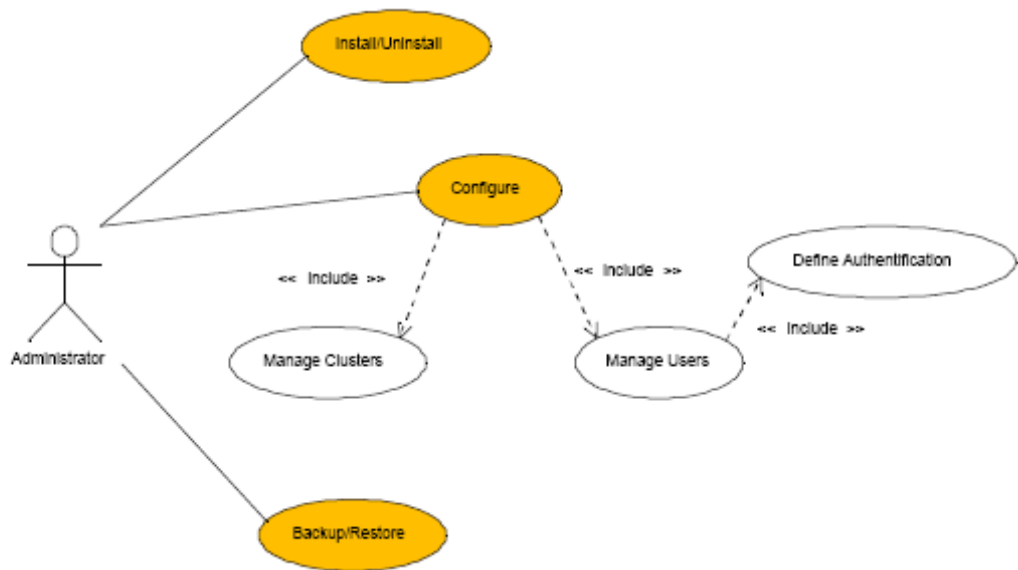 Install/Uninstall
Configure
Define Authentification
<< Include >>
<< Include >>
<< Include >>
Administrator
Manage Clusters
Manage Users
Backup/Restore